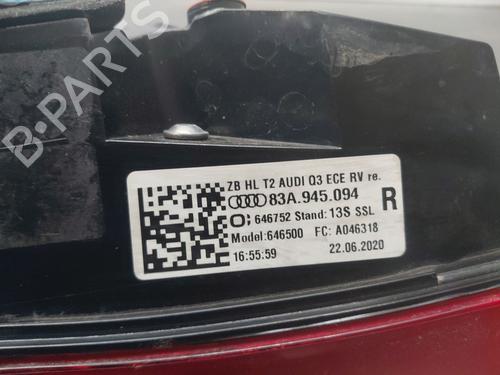 B-PARTS
ZB HL T2 AUDI Q3 ECE RV re.
83A.945.094 R
646752 Stand: 13S SSL
Model:646500 FC: A046318
16:55:59 22.06.2020